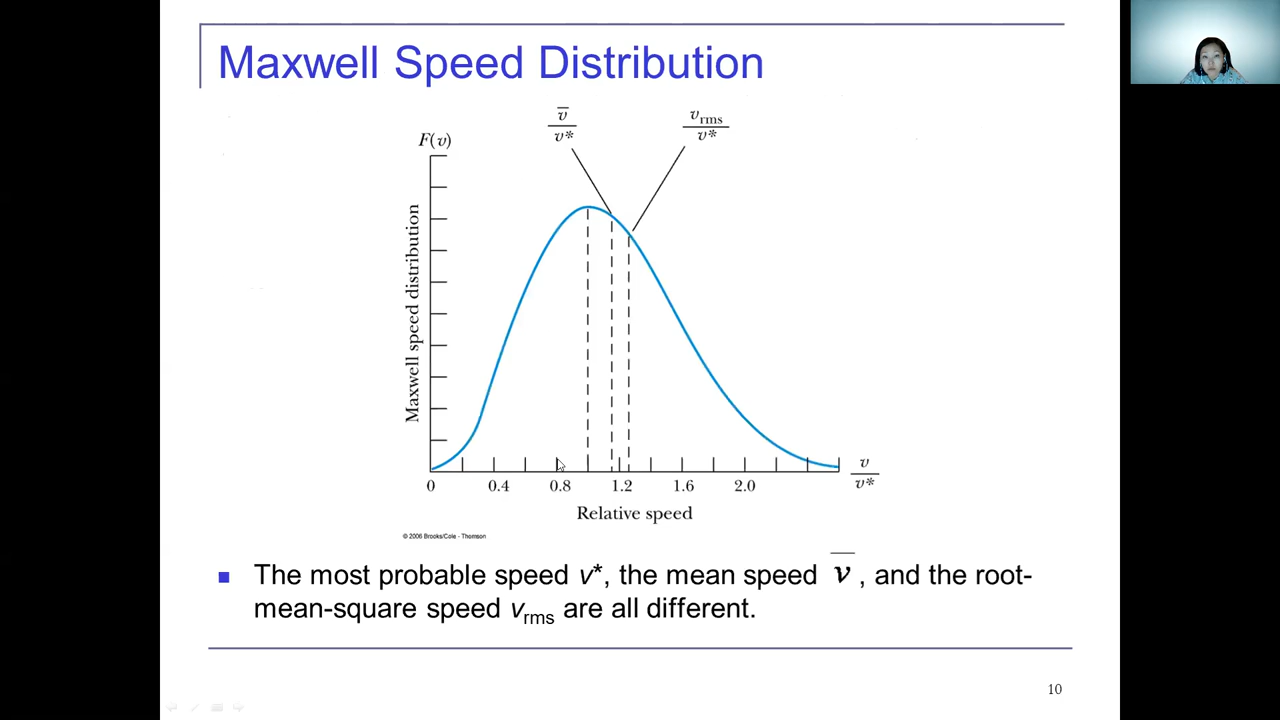 Maxwell Speed Distribution
v̅
v*
v_rms
v*
F(v)
Maxwell speed distribution
0 0.4 0.8 1.2 1.6 2.0
v
v*
Relative speed
© 2006 Brooks/Cole - Thomson
The most probable speed v*, the mean speed v̅, and the root-
mean-square speed v_rms are all different.
10